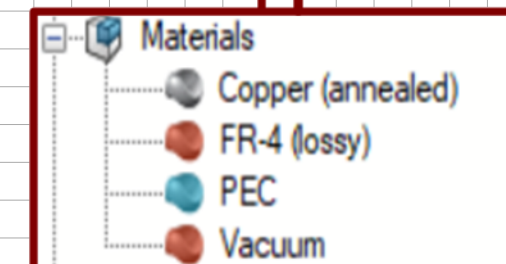 Materials
Copper (annealed)
FR-4 (lossy)
PEC
Vacuum